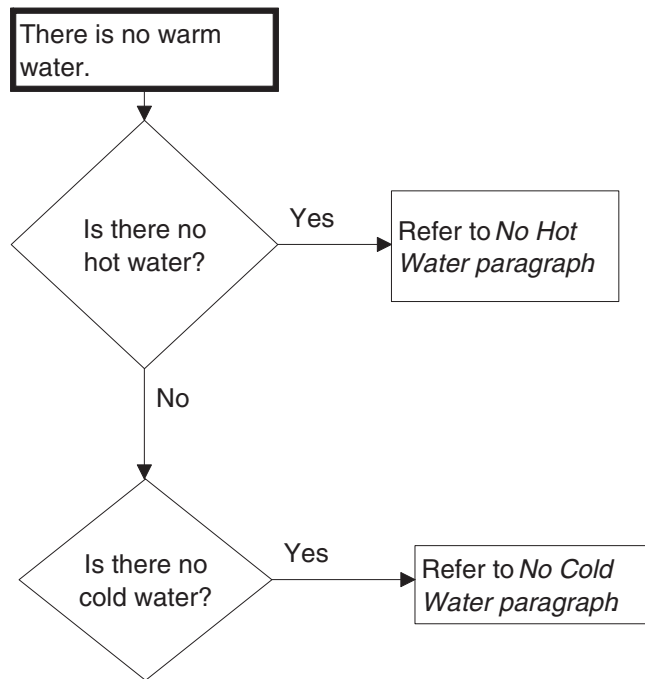 There is no warm
water.
Is there no
hot water?
Yes
Refer to No Hot
Water paragraph
No
Is there no
cold water?
Yes
Refer to No Cold
Water paragraph